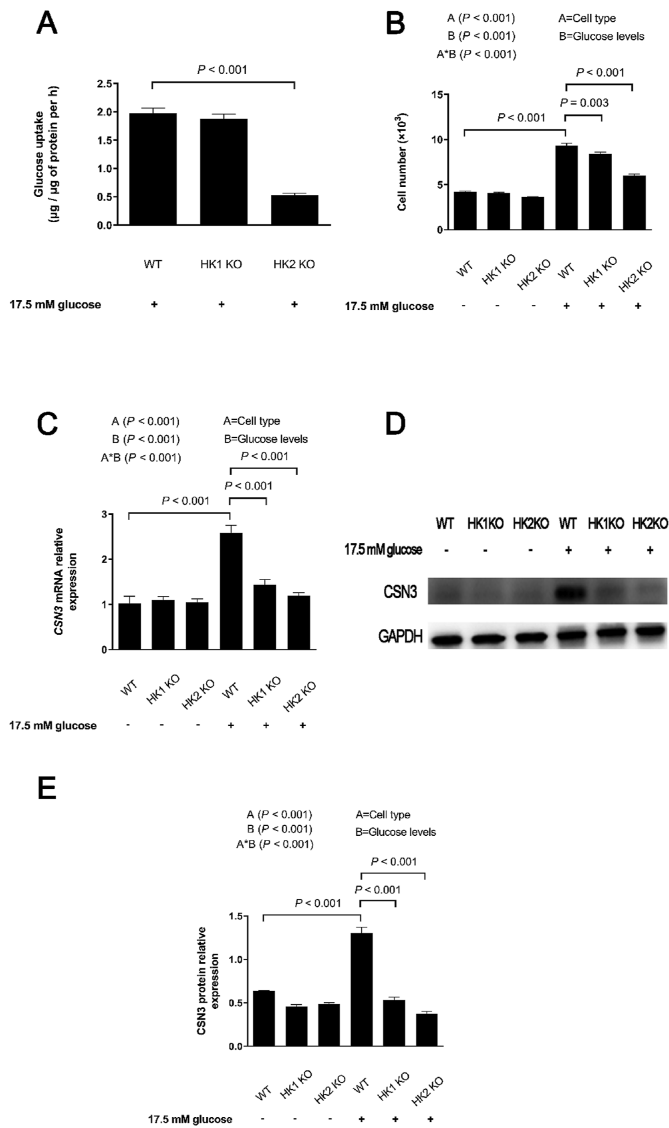 A
P < 0.001
Glucose uptake
(µg / µg of protein per h)
2.5
2.0
1.5
1.0
0.5
0.0
WT HK1 KO HK2 KO
17.5 mM glucose + + +
B
A (P < 0.001) A=Cell type
B (P < 0.001) B=Glucose levels
A*B (P < 0.001)
P < 0.001
P = 0.003
P < 0.001
Cell number (×10³)
15
10
5
0
WT HK1 KO HK2 KO WT HK1 KO HK2 KO
17.5 mM glucose - - - + + +
C
A (P < 0.001) A=Cell type
B (P < 0.001) B=Glucose levels
A*B (P < 0.001)
P < 0.001
P < 0.001
P < 0.001
CSN3 mRNA relative
expression
3
2
1
0
WT HK1 KO HK2 KO WT HK1 KO HK2 KO
17.5 mM glucose - - - + + +
D
WT HK1KO HK2KO WT HK1KO HK2KO
17.5 mM glucose - - - + + +
CSN3
GAPDH
E
A (P < 0.001) A=Cell type
B (P < 0.001) B=Glucose levels
A*B (P < 0.001)
P < 0.001
P < 0.001
P < 0.001
CSN3 protein relative
expression
1.5
1.0
0.5
0.0
WT HK1 KO HK2 KO WT HK1 KO HK2 KO
17.5 mM glucose - - - + + +